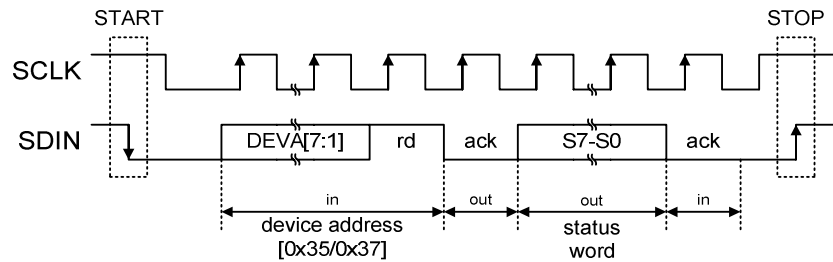 START STOP
SCLK
SDIN DEVA[7:1] rd ack S7-S0 ack
in out out in
device address status
[0x35/0x37] word